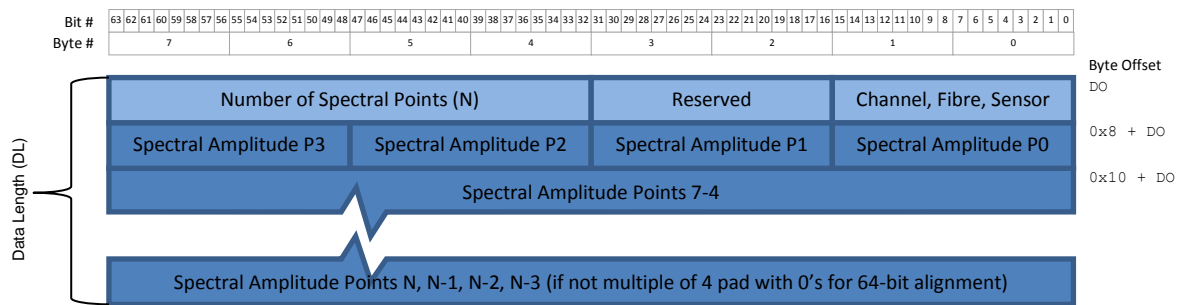 Bit # 63 62 61 60 59 58 57 56 55 54 53 52 51 50 49 48 47 46 45 44 43 42 41 40 39 38 37 36 35 34 33 32 31 30 29 28 27 26 25 24 23 22 21 20 19 18 17 16 15 14 13 12 11 10 9 8 7 6 5 4 3 2 1 0
Byte # 7 6 5 4 3 2 1 0
Byte Offset
Number of Spectral Points (N) Reserved Channel, Fibre, Sensor DO
Spectral Amplitude P3 Spectral Amplitude P2 Spectral Amplitude P1 Spectral Amplitude P0 0x8 + DO
Spectral Amplitude Points 7-4 0x10 + DO
Data Length (DL)
Spectral Amplitude Points N, N-1, N-2, N-3 (if not multiple of 4 pad with 0's for 64-bit alignment)